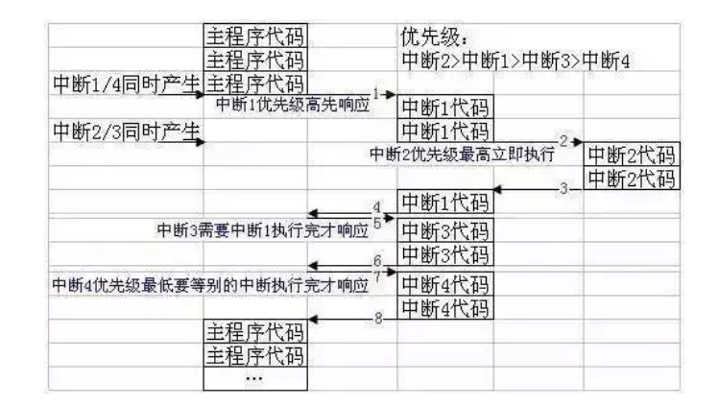 主程序代码 优先级:
主程序代码 中断2>中断1>中断3>中断4
中断1/4同时产生 主程序代码 1
中断1优先级高先响应 中断1代码
中断2/3同时产生 中断1代码 2
中断2优先级最高立即执行 中断2代码
3 中断2代码
4 中断1代码
中断3需要中断1执行完才响应 5 中断3代码
6 中断3代码
中断4优先级最低要等别的中断执行完才响应 7 中断4代码
8 中断4代码
主程序代码
主程序代码
...